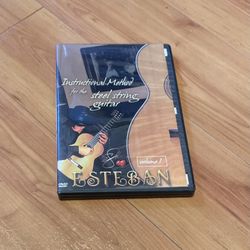 Instructional Method
for the
steel string
guitar
volume 1
ESTEBAN
DVD